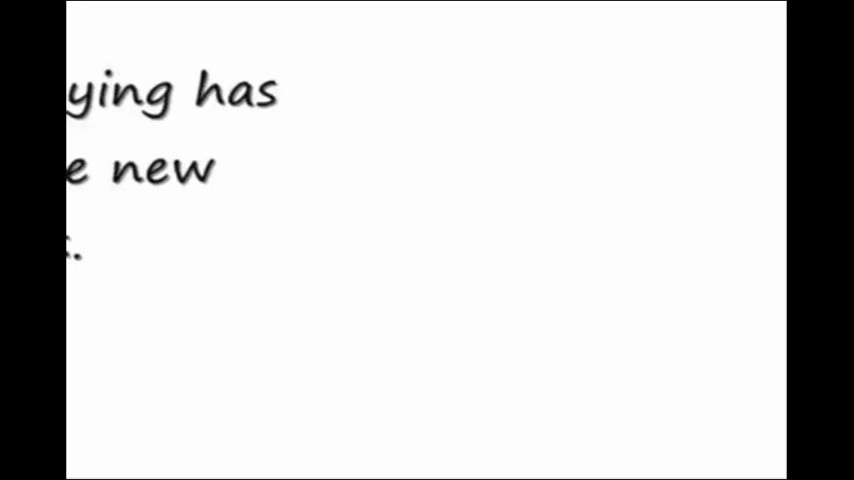 ying has
e new
.